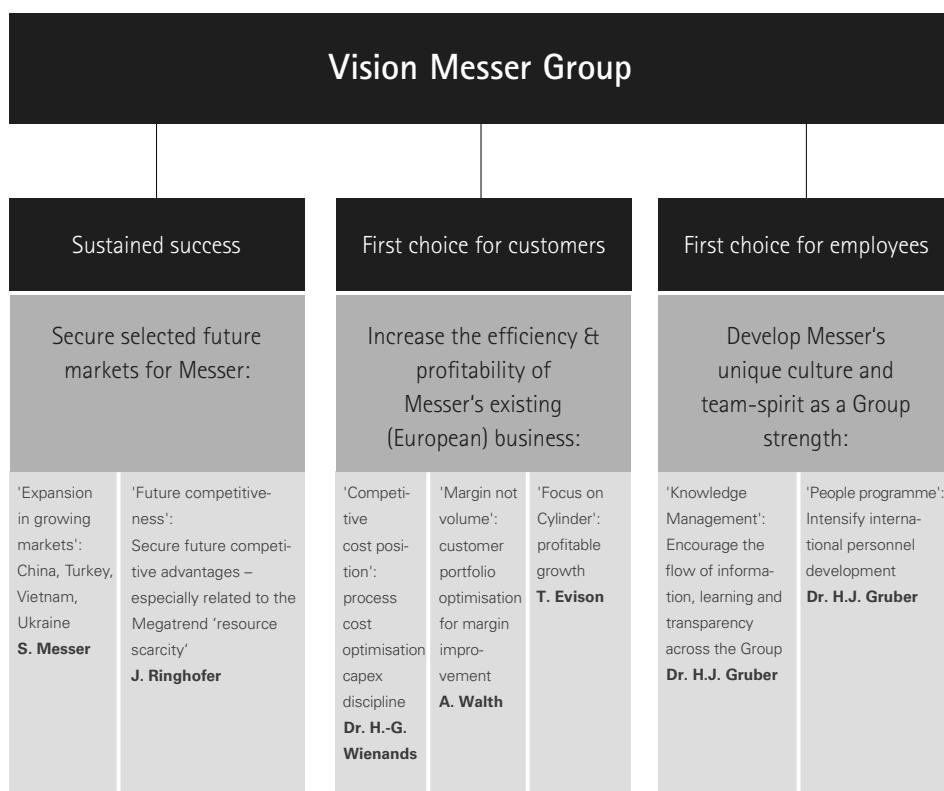 Vision Messer Group
Sustained success
Secure selected future
markets for Messer:
'Expansion
in growing
markets':
China, Turkey,
Vietnam,
Ukraine
S. Messer
'Future competitive-
ness':
Secure future competi-
tive advantages –
especially related to the
Megatrend ‘resource
scarcity‘
J. Ringhofer
First choice for customers
Increase the efficiency &
profitability of
Messer‘s existing
(European) business:
'Competi-
tive
cost posi-
tion':
process
cost
optimisation
capex
discipline
Dr. H.-G.
Wienands
'Margin not
volume':
customer
portfolio
optimisation
for margin
impro-
vement
A. Walth
'Focus on
Cylinder':
profitable
growth
T. Evison
First choice for employees
Develop Messer‘s
unique culture and
team-spirit as a Group
strength:
'Knowledge
Management':
Encourage the
flow of informa-
tion, learning and
transparency
across the Group
Dr. H.J. Gruber
'People programme':
Intensify interna-
tional personnel
development
Dr. H.J. Gruber